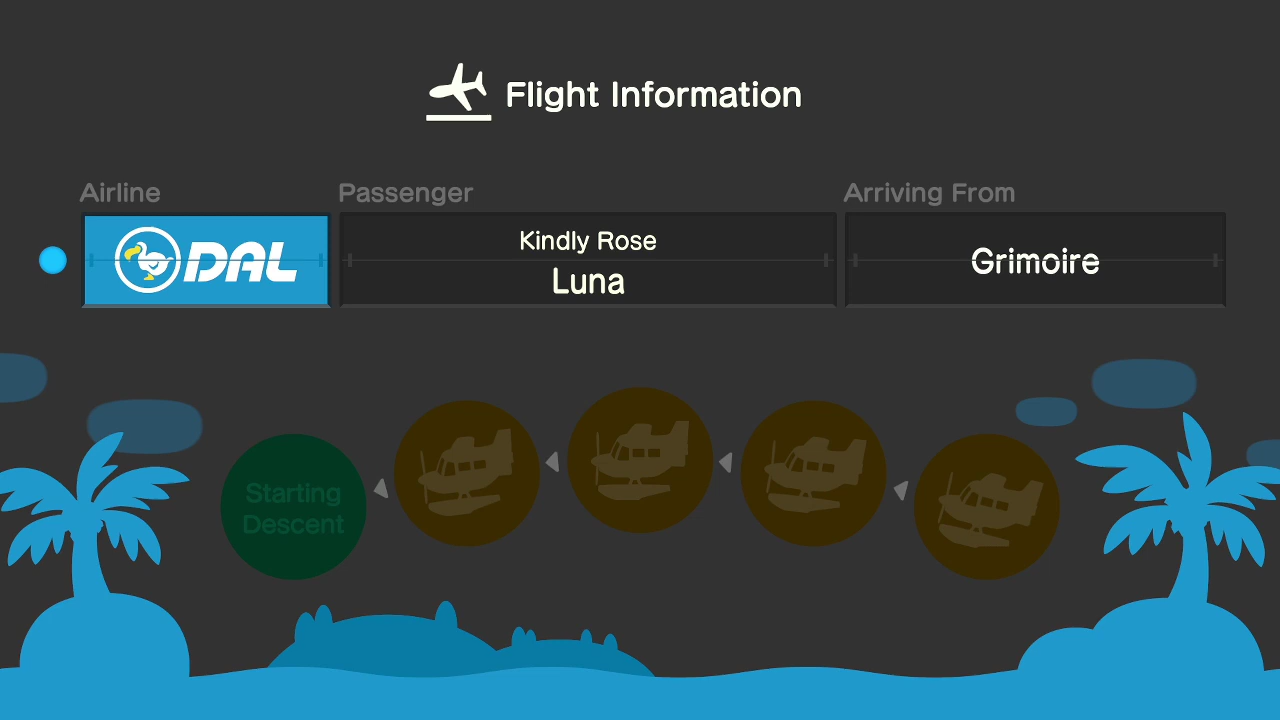 Flight Information
Airline
Passenger
Arriving From
DAL
Kindly Rose
Luna
Grimoire
Starting
Descent